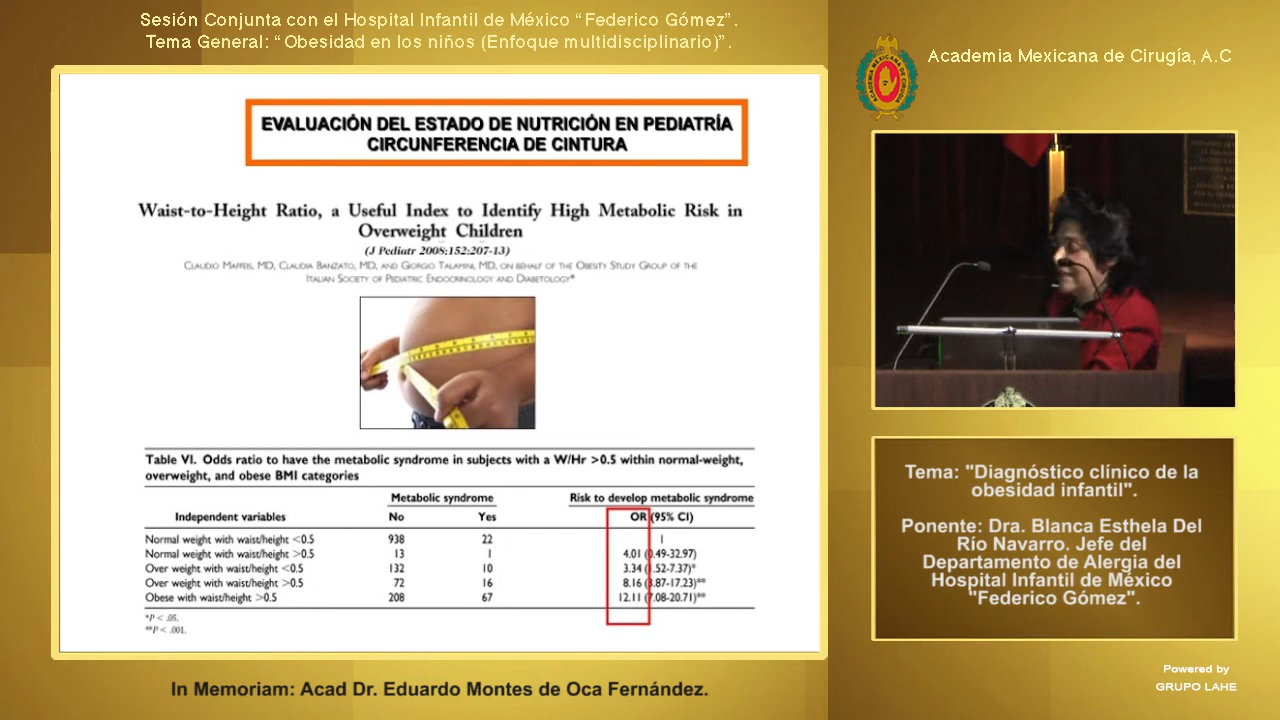 Sesión Conjunta con el Hospital Infantil de México "Federico Gómez".
Tema General: "Obesidad en los niños (Enfoque multidisciplinario)".
Academia Mexicana de Cirugía, A.C
ACADEMIA MEXICANA DE CIRUGIA
EVALUACIÓN DEL ESTADO DE NUTRICIÓN EN PEDIATRÍA
CIRCUNFERENCIA DE CINTURA
Waist-to-Height Ratio, a Useful Index to Identify High Metabolic Risk in
Overweight Children
(J Pediatr 2008;152:207-13)
CLAUDIO MAFFEIS, MD, CLAUDIA BANZATO, MD, AND GIORGIO TALAMINI, MD, ON BEHALF OF THE OBESITY STUDY GROUP OF THE
ITALIAN SOCIETY OF PEDIATRIC ENDOCRINOLOGY AND DIABETOLOGY*
Table VI. Odds ratio to have the metabolic syndrome in subjects with a W/Hr >0.5 within normal-weight,
overweight, and obese BMI categories
Metabolic syndrome Risk to develop metabolic syndrome
Independent variables No Yes OR (95% CI)
Normal weight with waist/height <0.5 938 22 1
Normal weight with waist/height >0.5 13 1 4.01 (0.49-32.97)
Over weight with waist/height <0.5 132 10 3.34 (1.52-7.37)*
Over weight with waist/height >0.5 72 16 8.16 (3.87-17.23)**
Obese with waist/height >0.5 208 67 12.11 (7.08-20.71)**
*P < .05.
**P < .001.
Tema: "Diagnóstico clínico de la
obesidad infantil".
Ponente: Dra. Blanca Esthela Del
Río Navarro. Jefe del
Departamento de Alergia del
Hospital Infantil de México
"Federico Gómez".
In Memoriam: Acad Dr. Eduardo Montes de Oca Fernández.
Powered by
GRUPO LAHE